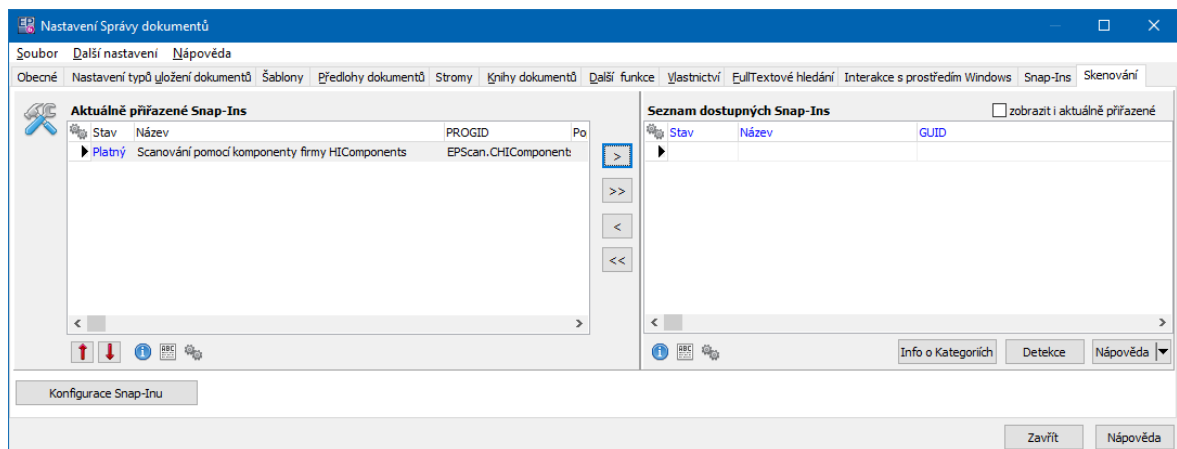 Nastavení Správy dokumentů
Soubor Další nastavení Nápověda
Obecné Nastavení typů uložení dokumentů Šablony Předlohy dokumentů Stromy Knihy dokumentů Další funkce Vlastnictví FullTextové hledání Interakce s prostředím Windows Snap-Ins Skenování
Aktuálně přiřazené Snap-Ins
Stav Název PROGID Po
Platný Scanování pomocí komponenty firmy HIComponents EPScan.CHIComponent
>
>>
<
<<
Seznam dostupných Snap-Ins zobrazit i aktuálně přiřazené
Stav Název GUID
Info o Kategoriích Detekce Nápověda
Konfigurace Snap-Inu
Zavřít Nápověda